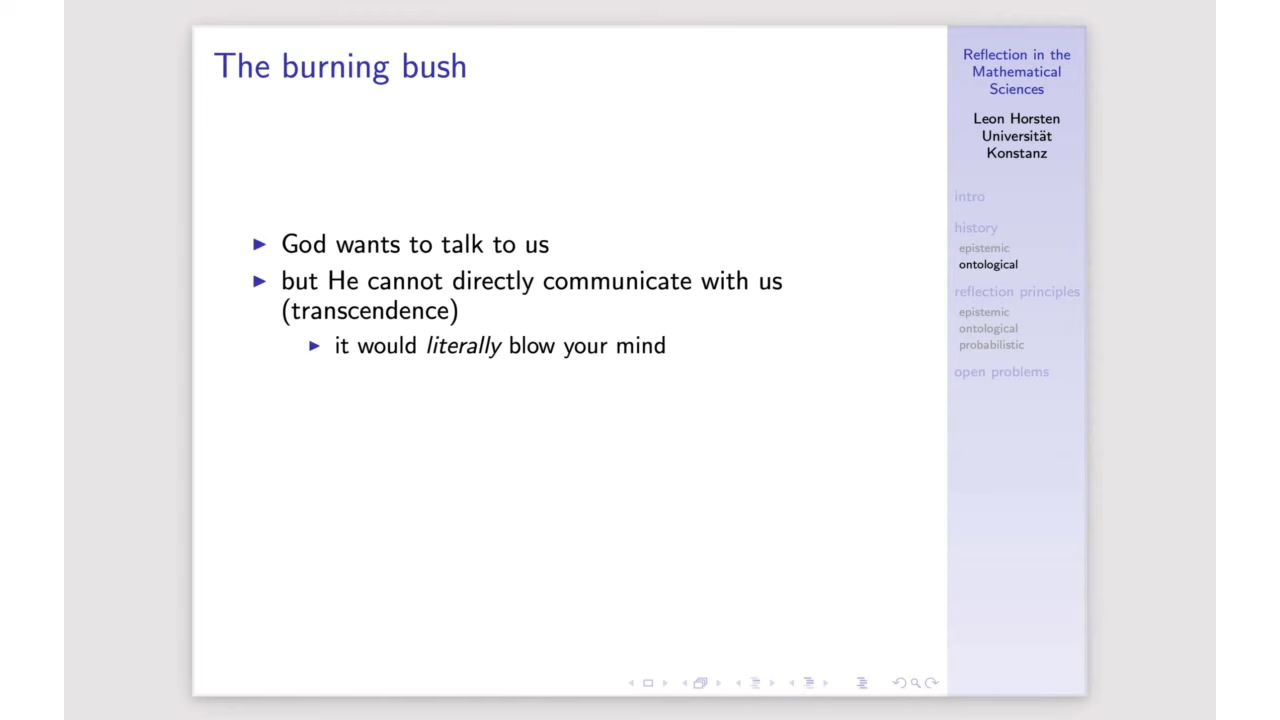 The burning bush
God wants to talk to us
but He cannot directly communicate with us
(transcendence)
it would literally blow your mind
Reflection in the
Mathematical
Sciences
Leon Horsten
Universität
Konstanz
intro
history
epistemic
ontological
reflection principles
epistemic
ontological
probabilistic
open problems